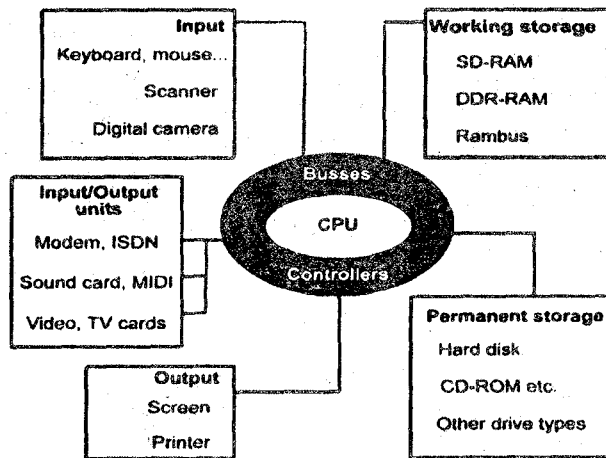 Input
Keyboard, mouse...
Scanner
Digital camera
Working storage
SD-RAM
DDR-RAM
Rambus
Busses
CPU
Controllers
Input/Output
units
Modem, ISDN
Sound card, MIDI
Video, TV cards
Output
Screen
Printer
Permanent storage
Hard disk
CD-ROM etc.
Other drive types